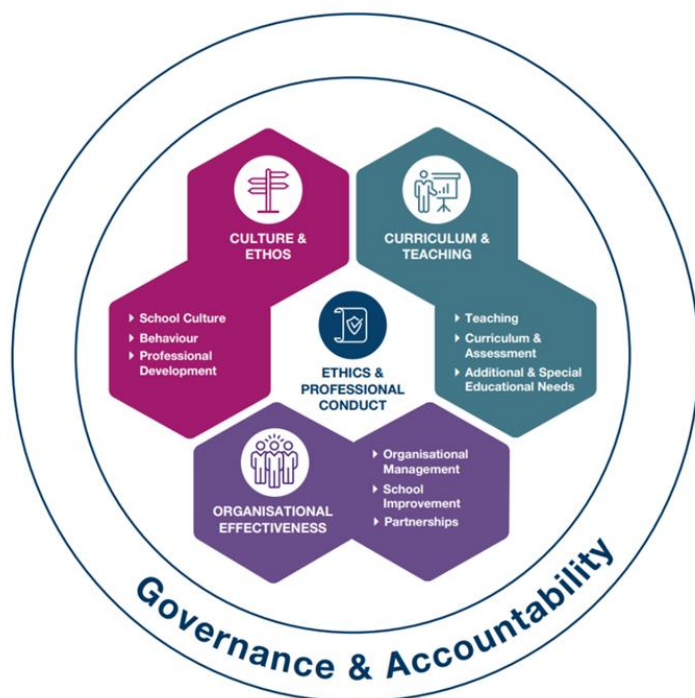 CULTURE &
ETHOS
School Culture
Behaviour
Professional
Development
CURRICULUM &
TEACHING
Teaching
Curriculum &
Assessment
Additional & Special
Educational Needs
ETHICS &
PROFESSIONAL
CONDUCT
ORGANISATIONAL
EFFECTIVENESS
Organisational
Management
School
Improvement
Partnerships
Governance & Accountability